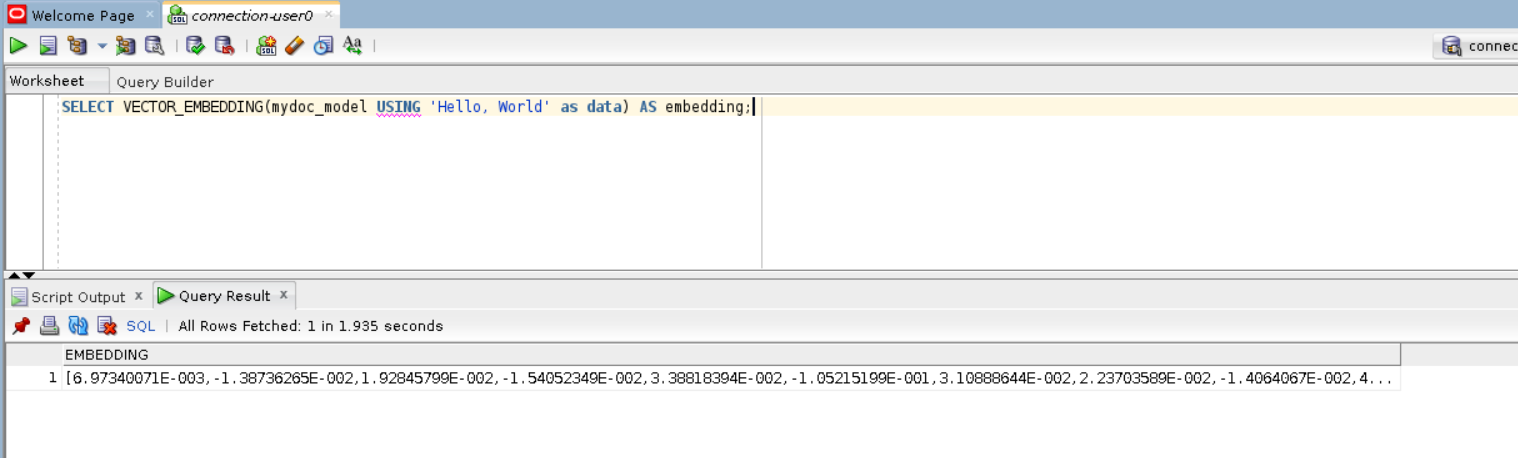 Welcome Page
connection-user0
connec
Worksheet
Query Builder
SELECT VECTOR_EMBEDDING(mydoc_model USING 'Hello, World' as data) AS embedding;
Script Output
Query Result
SQL
All Rows Fetched: 1 in 1.935 seconds
EMBEDDING
1 [6.97340071E-003,-1.38736265E-002,1.92845799E-002,-1.54052349E-002,3.38818394E-002,-1.05215199E-001,3.10888644E-002,2.23703589E-002,-1.4064067E-002,4...